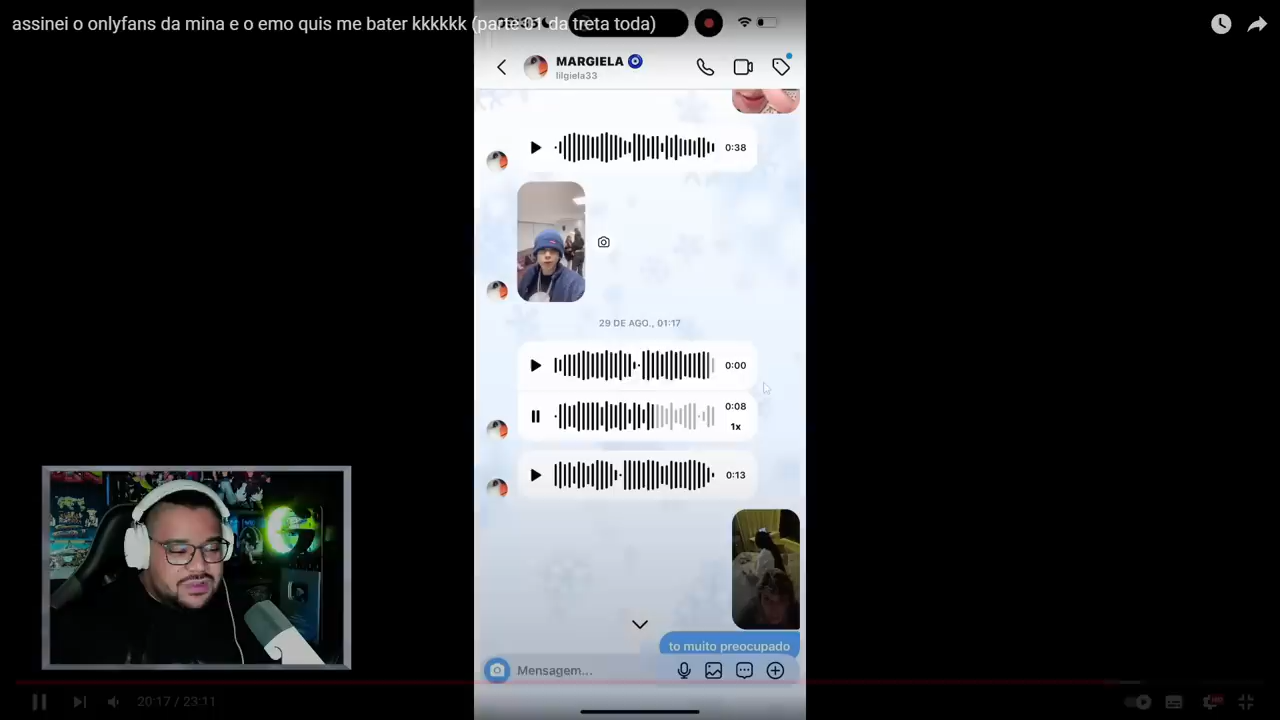 assinei o onlyfans da mina e o emo quis me bater kkkkkk (parte 01 da treta toda)
MARGIELA
lilgiela33
0:38
29 DE AGO., 01:17
0:00
0:08
1x
0:13
to muito preocupado
Mensagem...
20:17 / 23:11